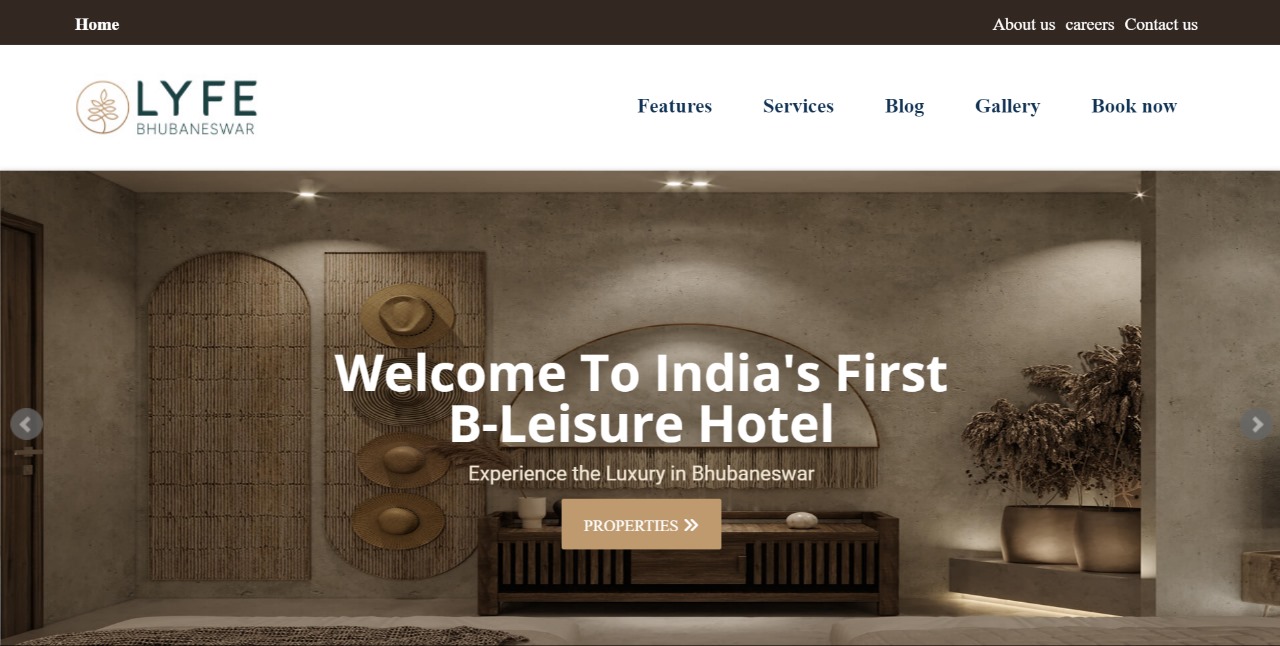 Home About us careers Contact us
LYFE
BHUBANESWAR
Features Services Blog Gallery Book now
Welcome To India's First
B-Leisure Hotel
Experience the Luxury in Bhubaneswar
PROPERTIES